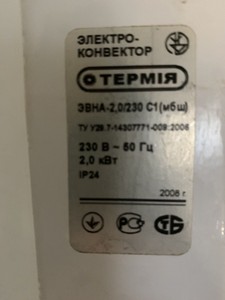 ЭЛЕКТРО-
КОНВЕКТОР
ТЕРМІЯ
ЭВНА-2,0/230 С1(мбш)
ТУ У29.7-14307771-009:2006
230 В ~ 50 Гц
2,0 кВт
IP24
2008 г.